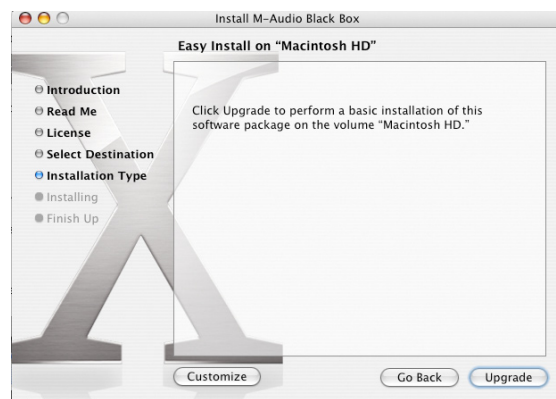 Install M-Audio Black Box
Easy Install on “Macintosh HD”
Introduction
Read Me
License
Select Destination
Installation Type
Installing
Finish Up
Click Upgrade to perform a basic installation of this
software package on the volume “Macintosh HD.”
Customize
Go Back
Upgrade